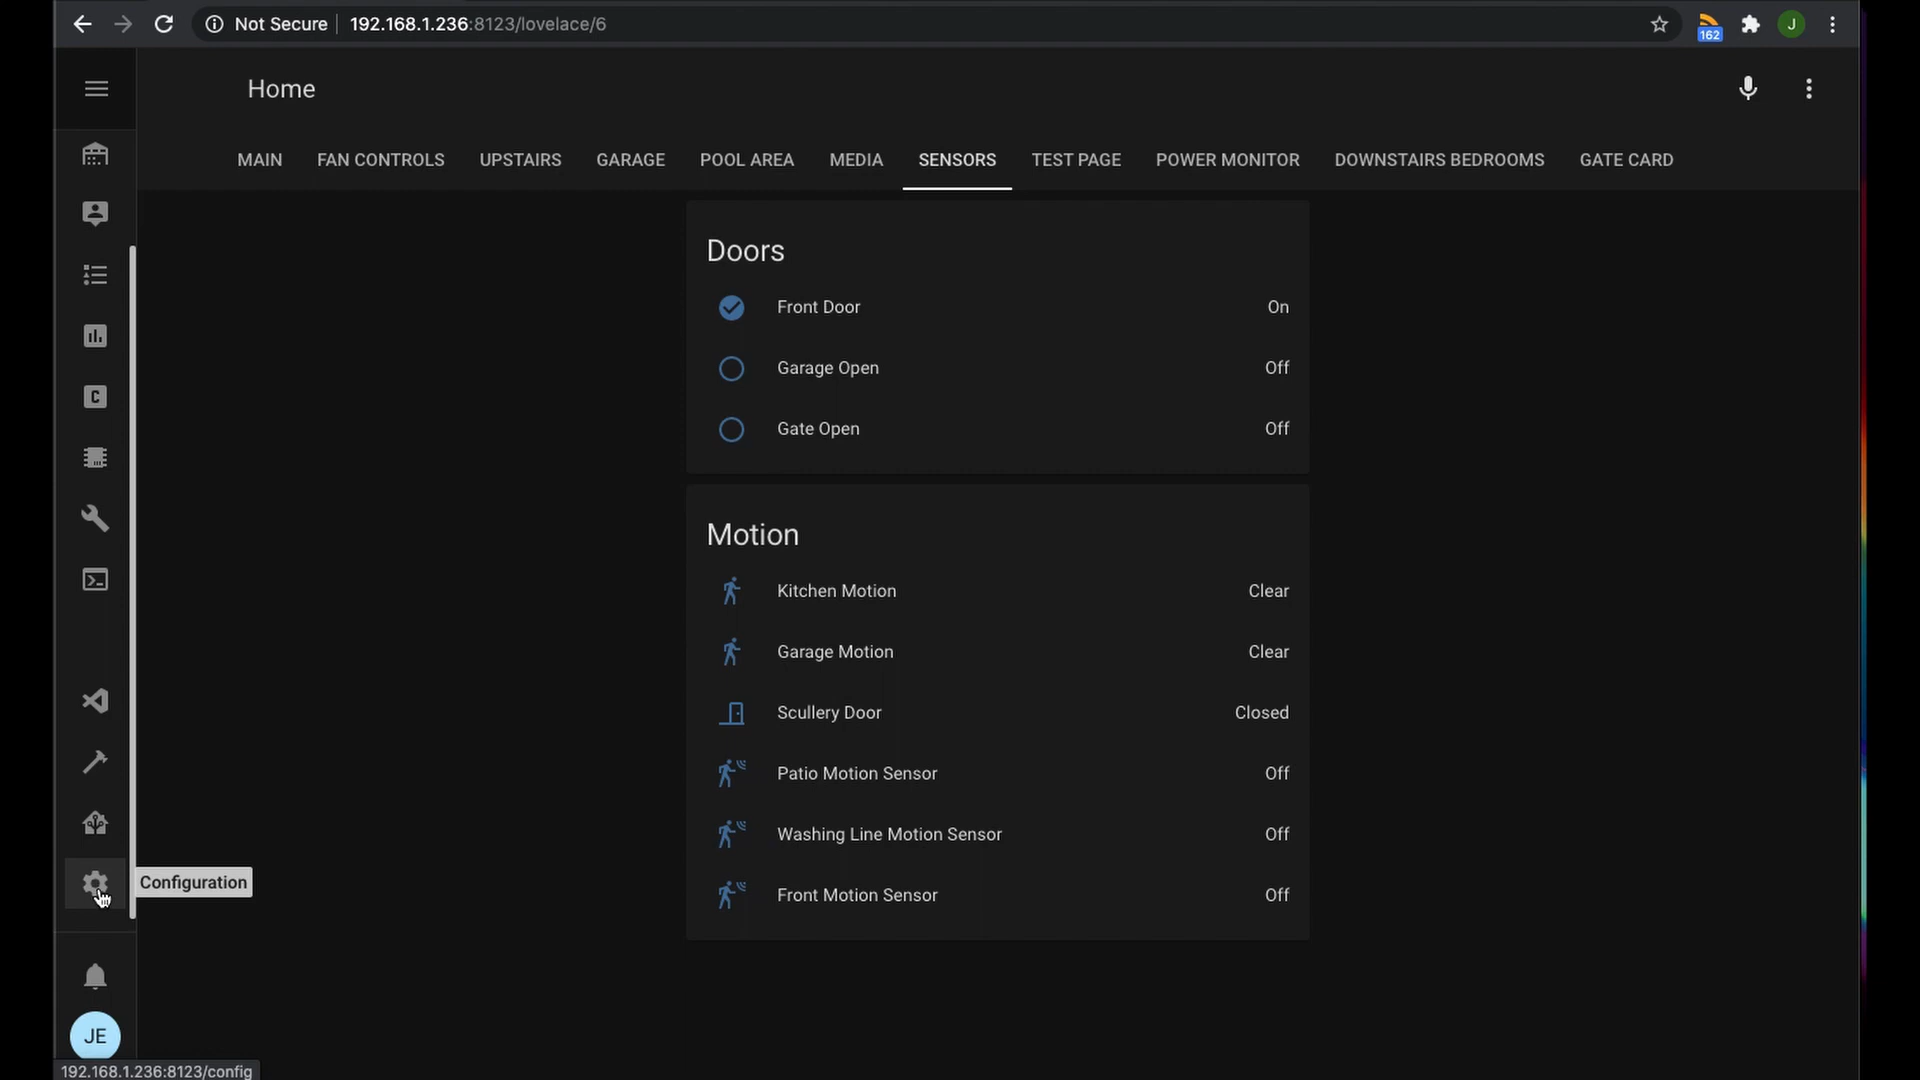 Not Secure 192.168.1.236:8123/lovelace/6
162
J
Home
MAIN FAN CONTROLS UPSTAIRS GARAGE POOL AREA MEDIA SENSORS TEST PAGE POWER MONITOR DOWNSTAIRS BEDROOMS GATE CARD
Doors
Front Door On
Garage Open Off
Gate Open Off
Motion
Kitchen Motion Clear
Garage Motion Clear
Scullery Door Closed
Patio Motion Sensor Off
Washing Line Motion Sensor Off
Front Motion Sensor Off
C
Configuration
JE
192.168.1.236:8123/config